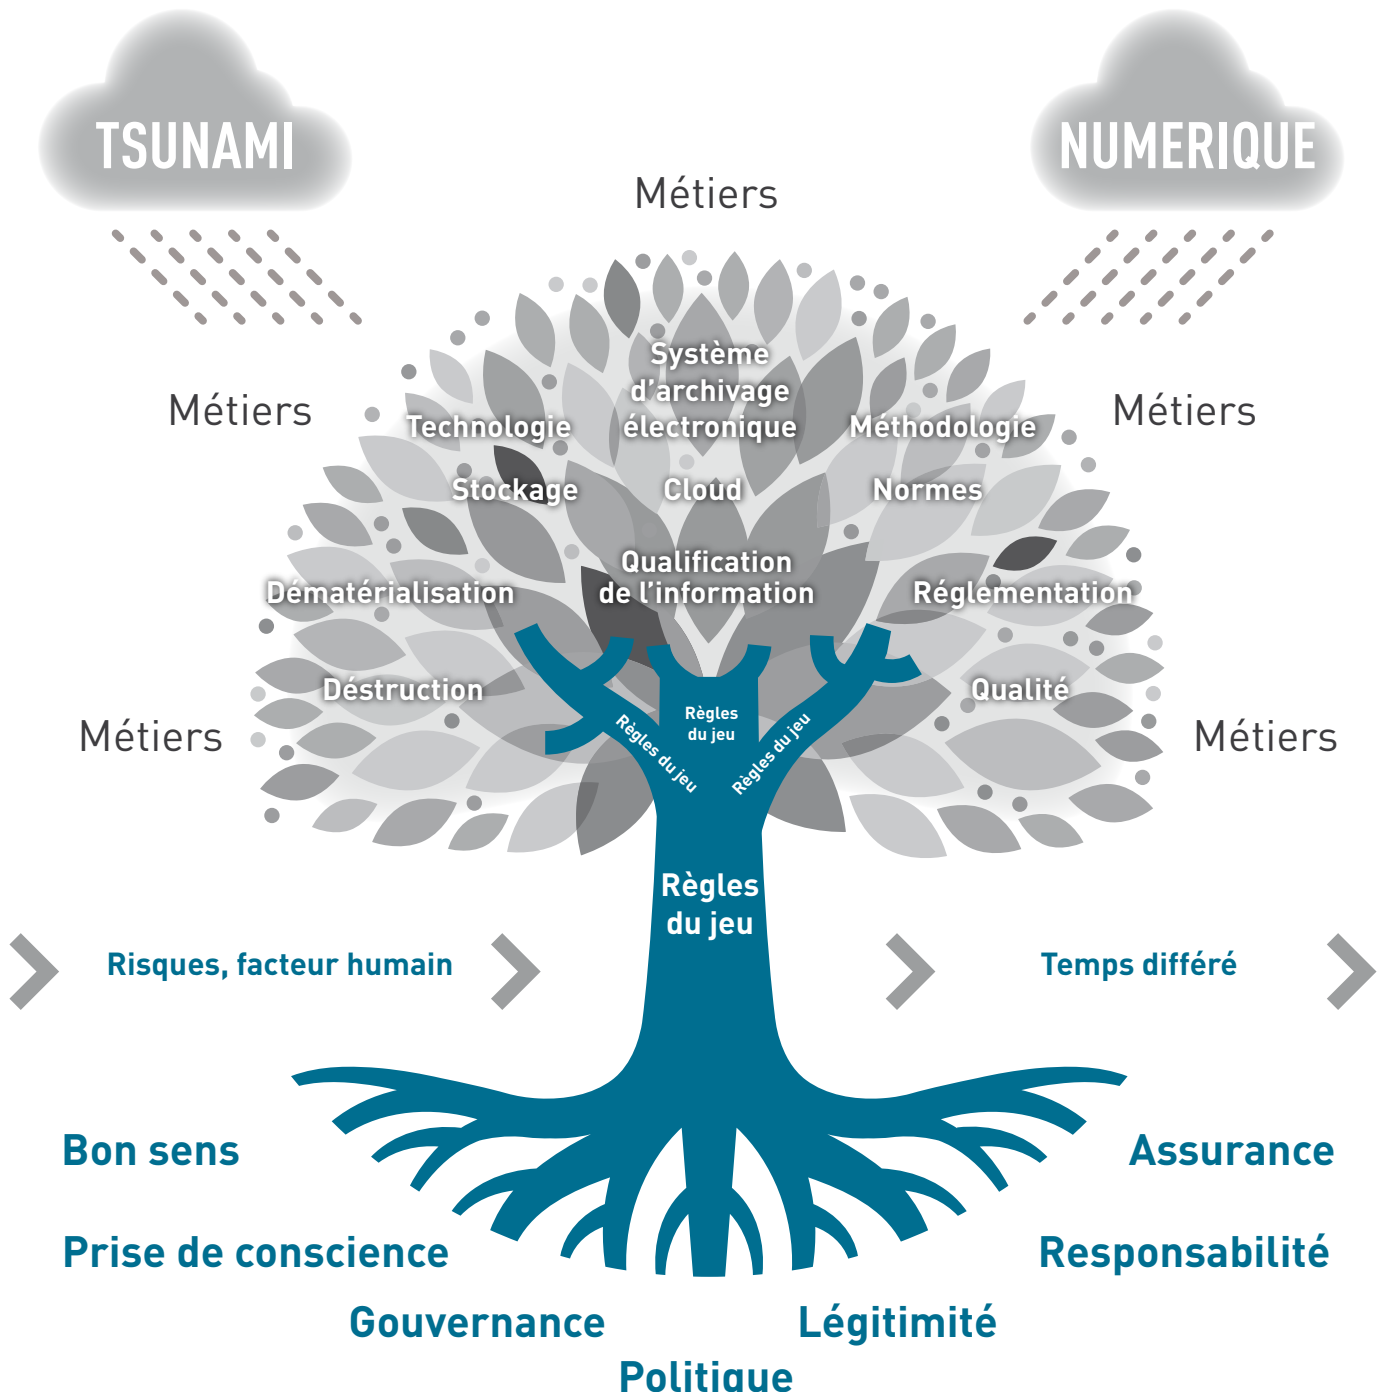 TSUNAMI
NUMERIQUE
Métiers
Métiers
Métiers
Système
d’archivage
électronique
Technologie
Méthodologie
Stockage
Cloud
Normes
Qualification
de l’information
Dématérialisation
Réglementation
Déstruction
Qualité
Métiers
Métiers
Règles
du jeu
Règles du jeu
Règles du jeu
Règles
du jeu
Risques, facteur humain
Temps différé
Bon sens
Assurance
Prise de conscience
Responsabilité
Gouvernance
Légitimité
Politique